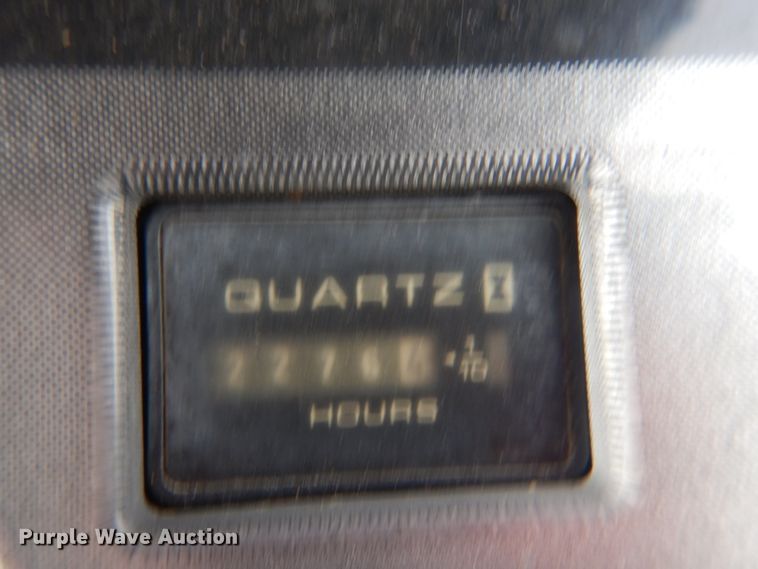 QUARTZ
1/10
HOURS
Purple Wave Auction